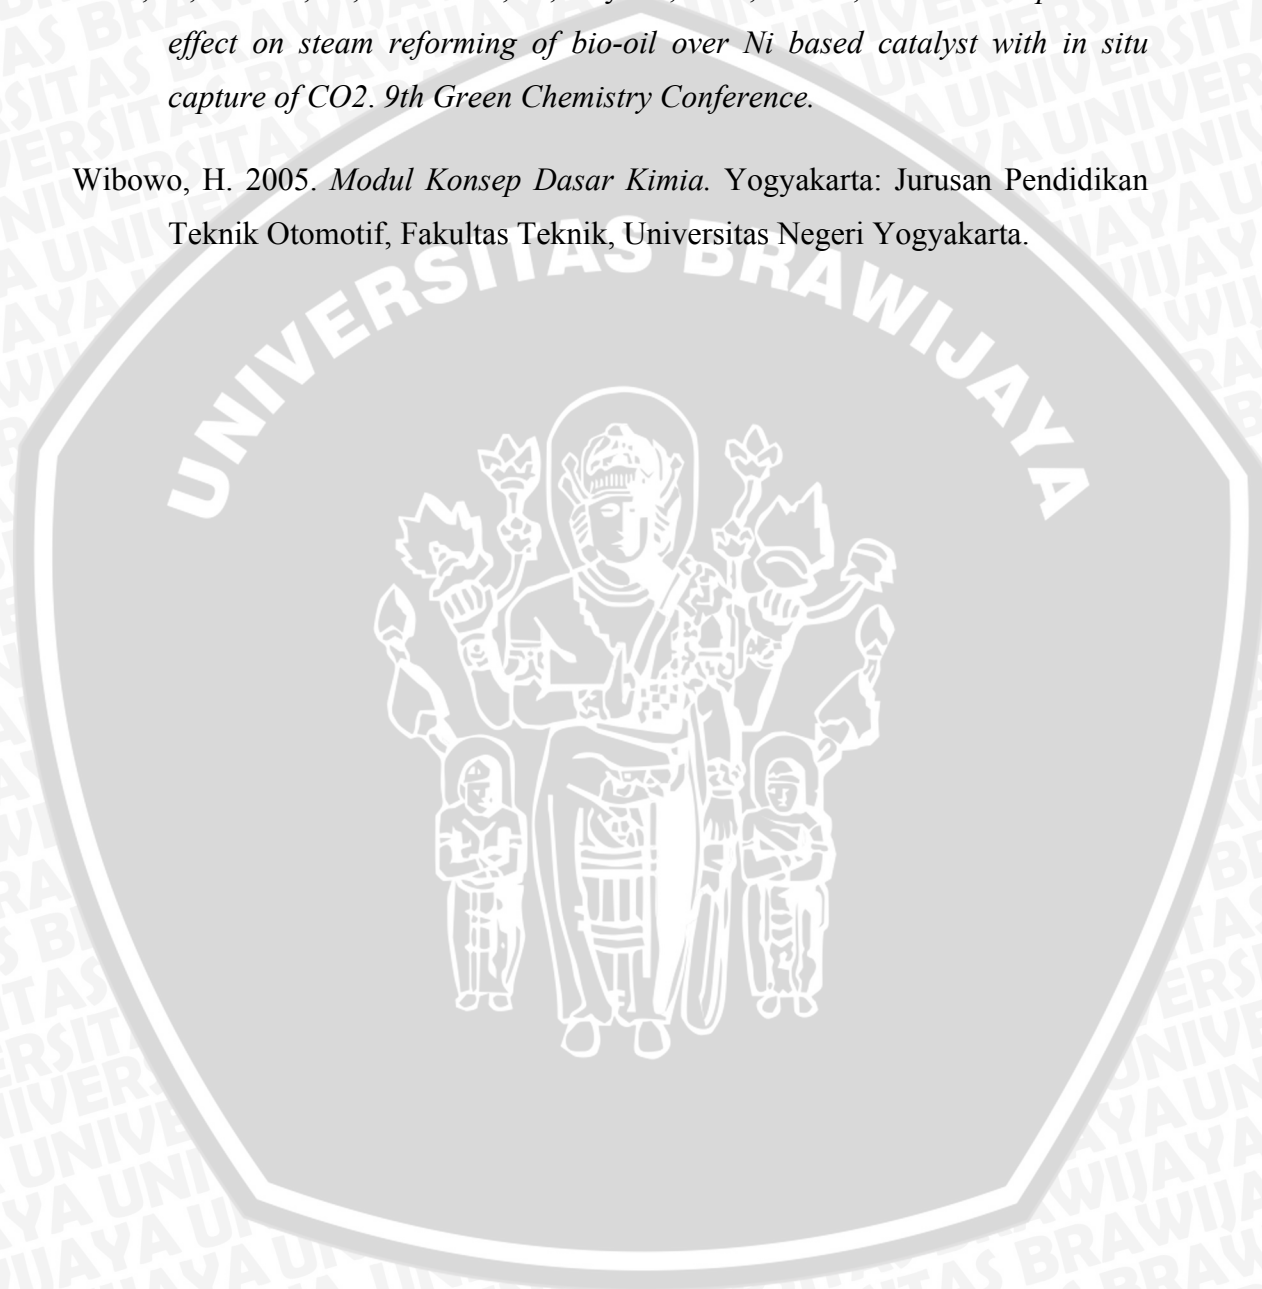 effect on steam reforming of bio-oil over Ni based catalyst with in situ
capture of CO2. 9th Green Chemistry Conference.
Wibowo, H. 2005. Modul Konsep Dasar Kimia. Yogyakarta: Jurusan Pendidikan
Teknik Otomotif, Fakultas Teknik, Universitas Negeri Yogyakarta.
UNIVERSITAS BRAWIJAYA